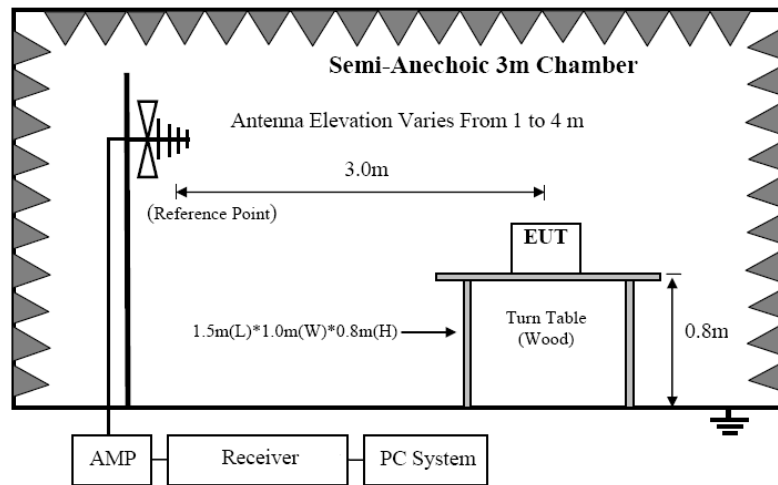 Semi-Anechoic 3m Chamber
Antenna Elevation Varies From 1 to 4 m
3.0m
(Reference Point)
EUT
1.5m(L)*1.0m(W)*0.8m(H)
Turn Table
(Wood)
0.8m
AMP
Receiver
PC System